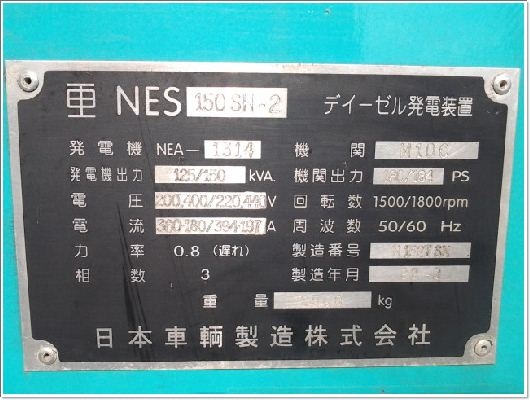 NES 150SH-2 デイーゼル発電装置
発電機 NEA- 1314 機関
発電機出力 125/150 kVA 機関出力 PS
電圧 200,400/220,440 V 回転数 1500/1800rpm
電流 360-180/394-197 A 周波数 50/60 Hz
力率 0.8 (遅れ) 製造番号
相数 3 製造年月
重量 kg
日本車輌製造株式会社